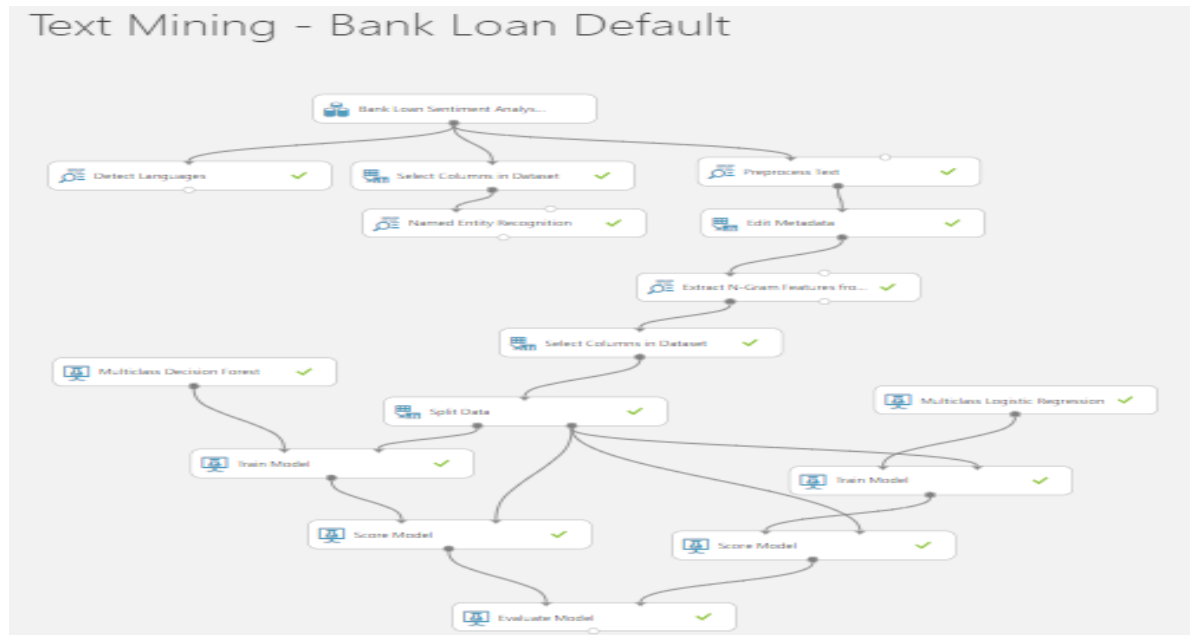 Text Mining - Bank Loan Default
Bank Loan Sentiment Analys...
Detect Languages
Select Columns in Dataset
Preprocess Text
Named Entity Recognition
Edit Metadata
Extract N-Gram Features fro...
Select Columns in Dataset
Multiclass Decision Forest
Split Data
Multiclass Logistic Regression
Train Model
Train Model
Score Model
Score Model
Evaluate Model